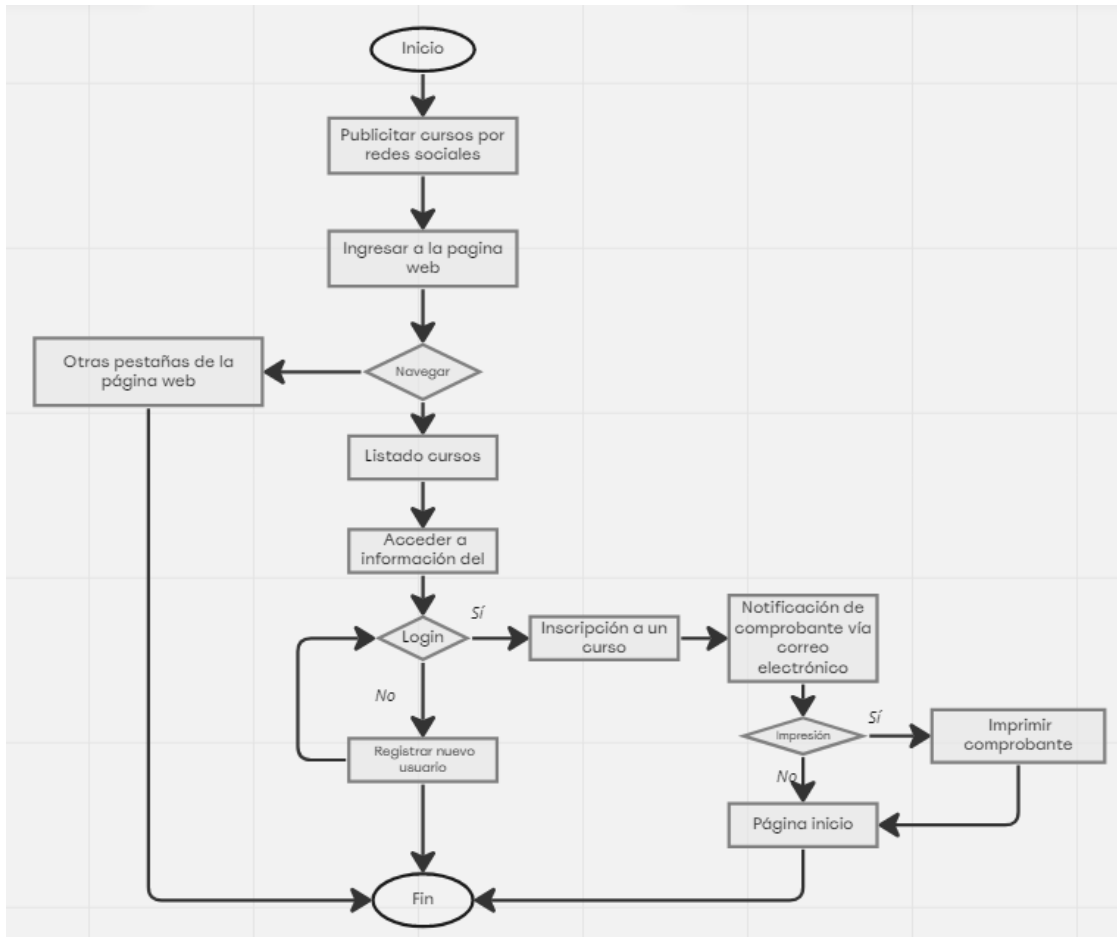 Inicio
Publicitar cursos por
redes sociales
Ingresar a la pagina
web
Otras pestañas de la
página web
Navegar
Listado cursos
Acceder a
información del
Login
Sí
Inscripción a un
curso
Notificación de
comprobante vía
correo
electrónico
No
Registrar nuevo
usuario
Impresión
Sí
Imprimir
comprobante
No
Página inicio
Fin